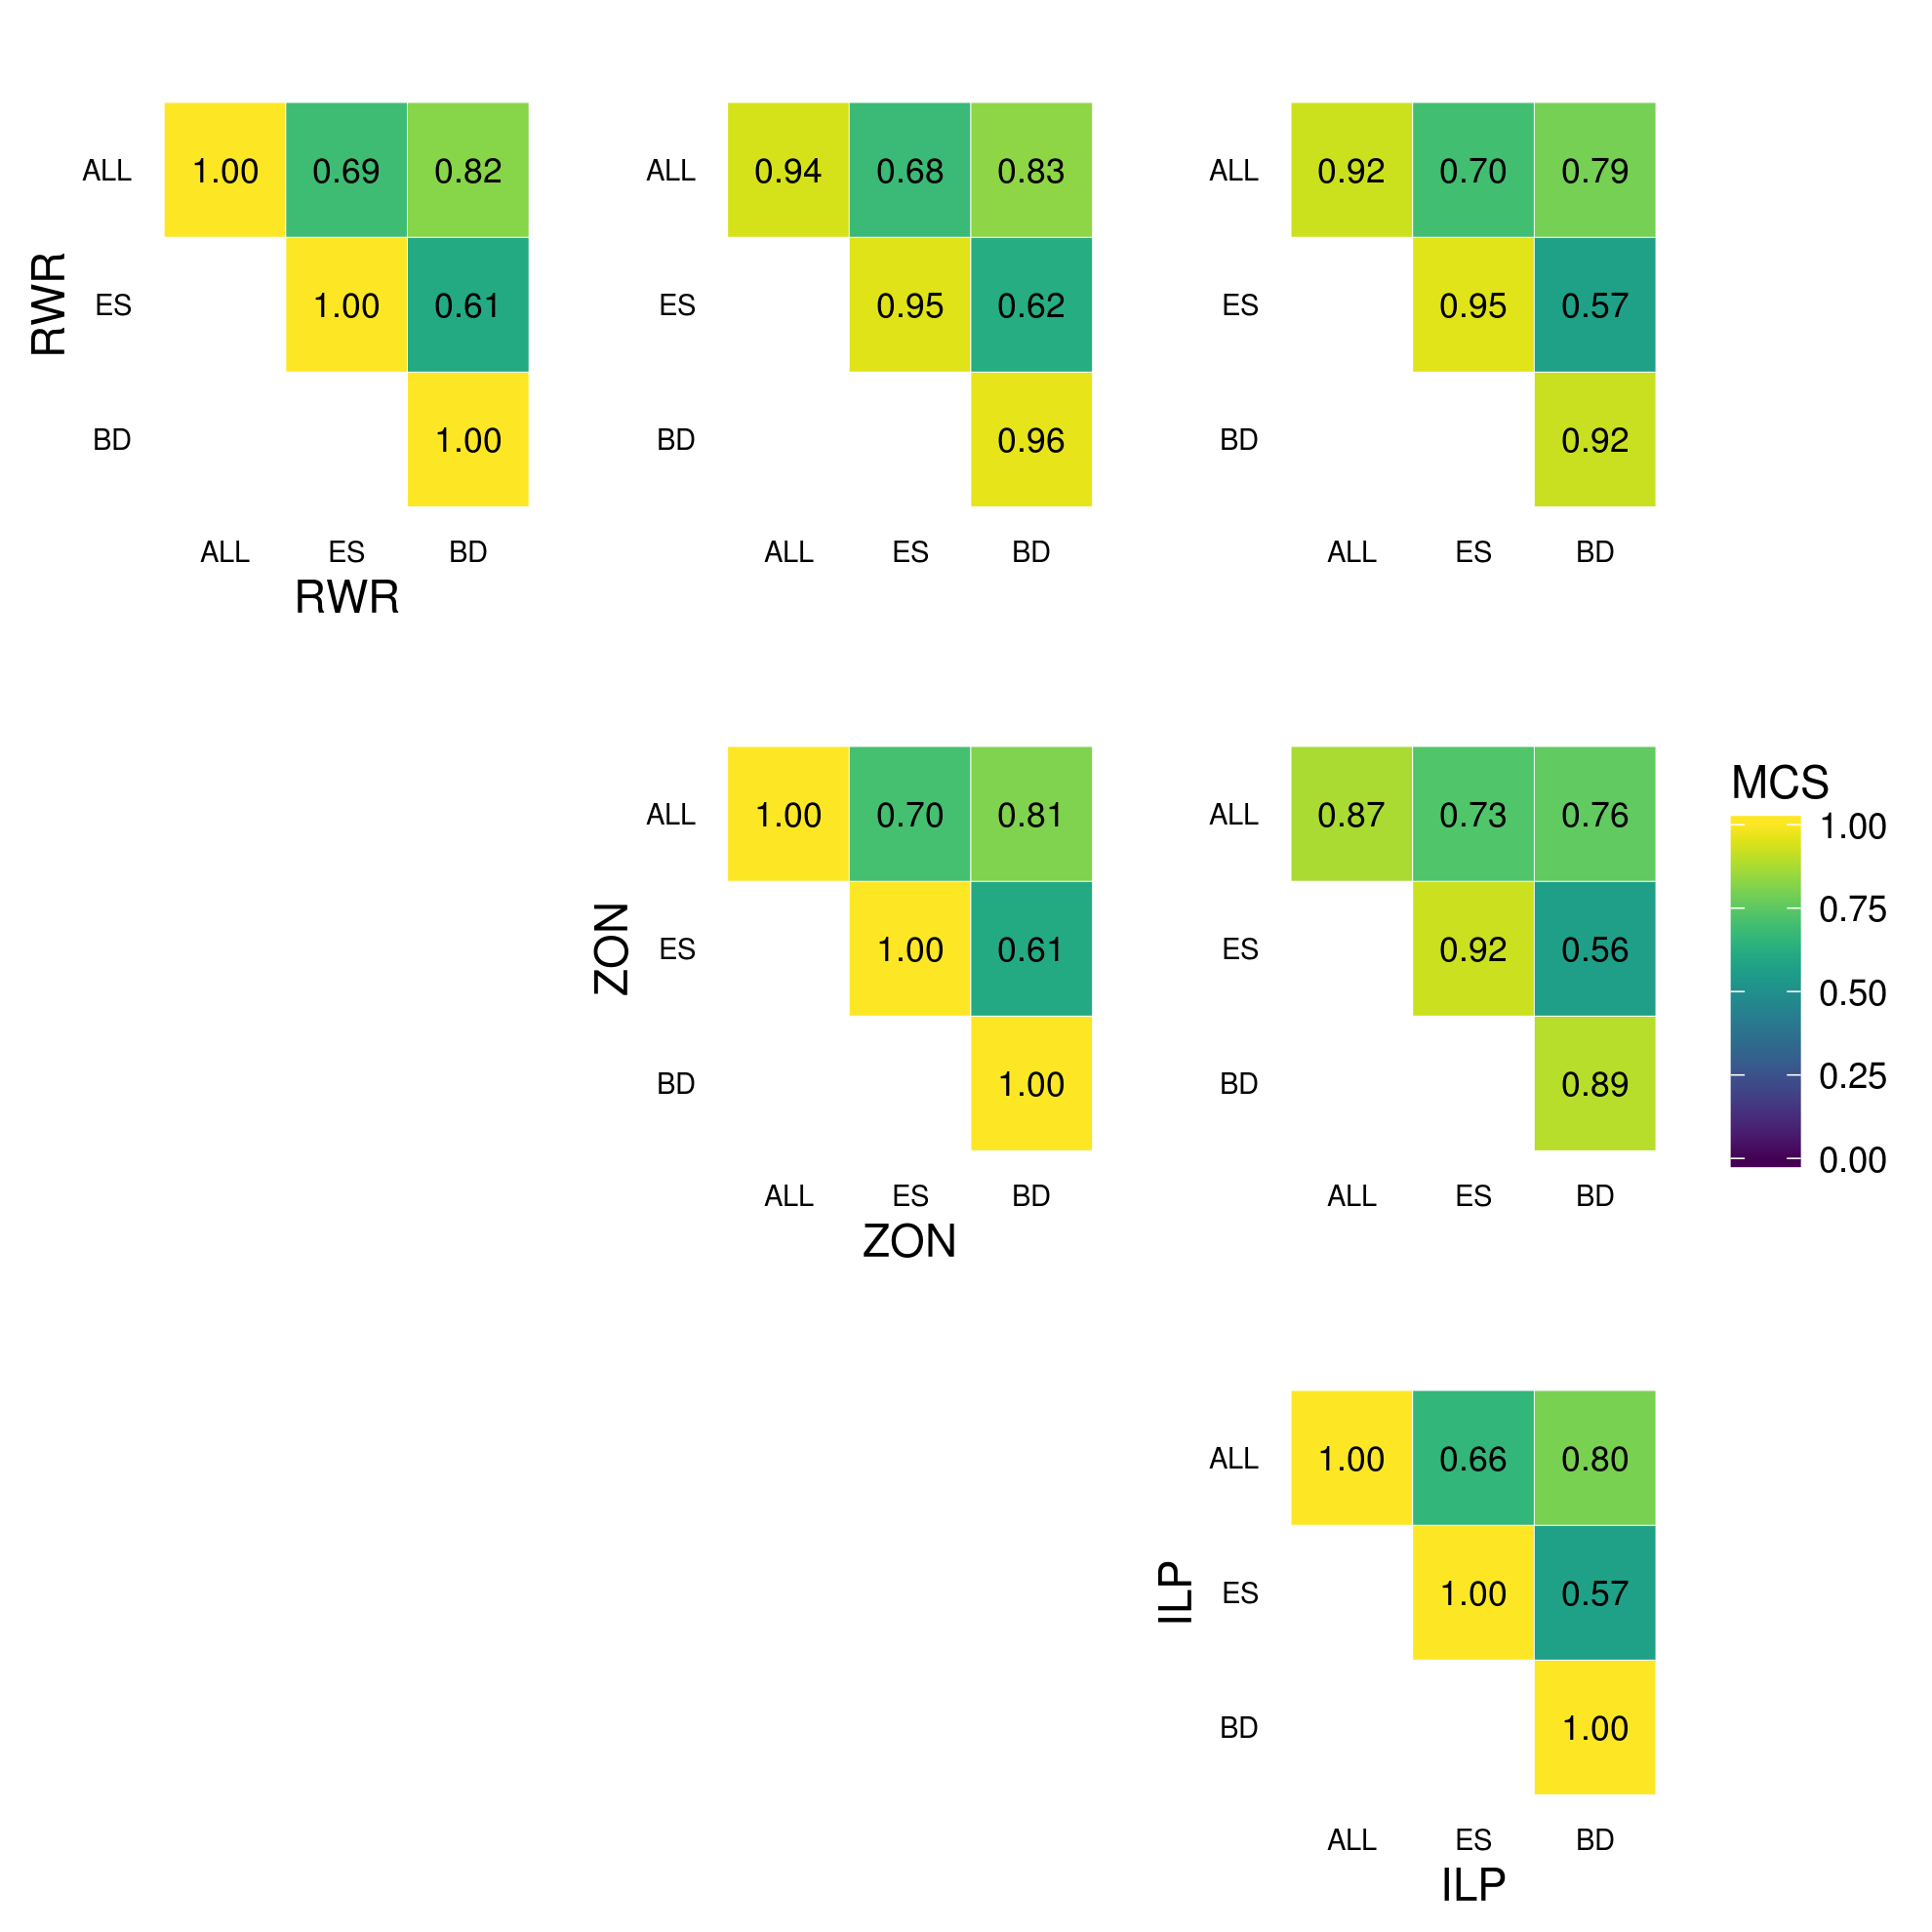 ALL 1.00 0.69 0.82 ALL 0.94 0.68 0.83 ALL 0.92 0.70 0.79
RWR
ES 1.00 0.61 ES 0.95 0.62 ES 0.95 0.57
BD 1.00 BD 0.96 BD 0.92
ALL ES BD ALL ES BD ALL ES BD
RWR
MCS
ALL 1.00 0.70 0.81 ALL 0.87 0.73 0.76 1.00
0.75
ZON
ES 1.00 0.61 ES 0.92 0.56 0.50
BD 1.00 BD 0.89 0.25
0.00
ALL ES BD ALL ES BD
ZON
ALL 1.00 0.66 0.80
ILP
ES 1.00 0.57
BD 1.00
ALL ES BD
ILP